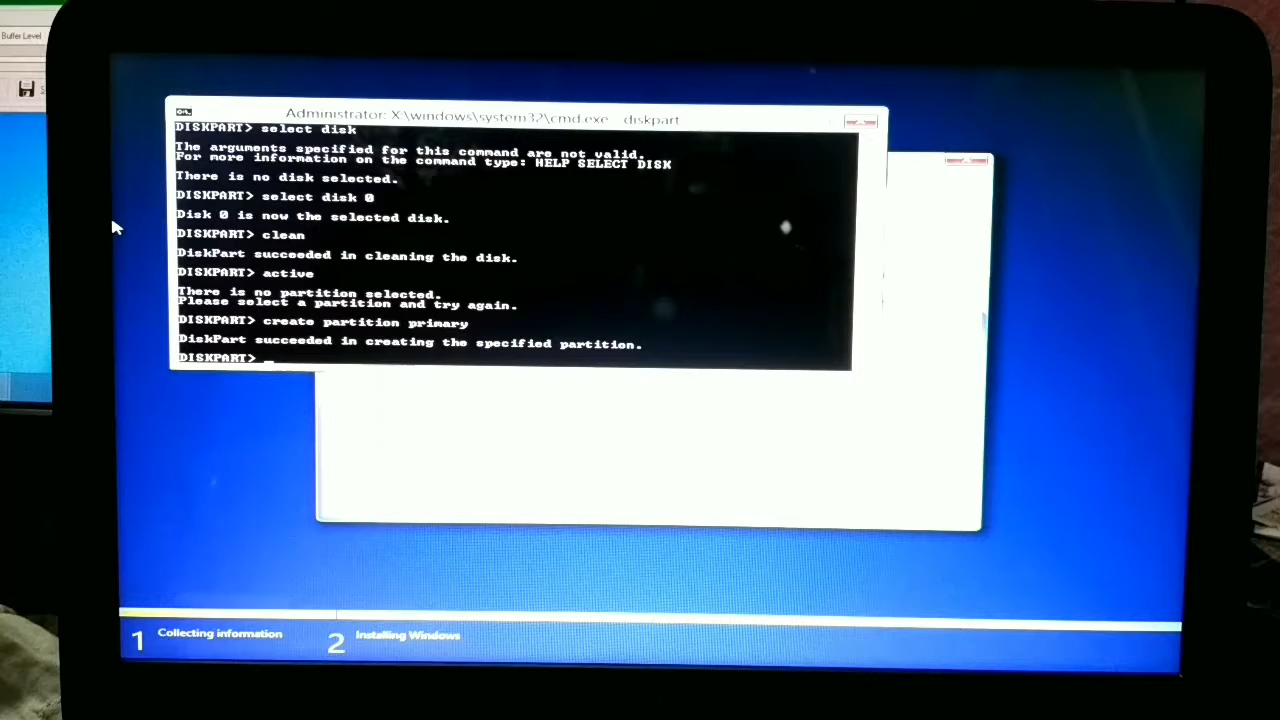 Buffer Level
Administrator: X:\windows\system32\cmd.exe - diskpart
DISKPART> select disk
The arguments specified for this command are not valid.
For more information on the command type: HELP SELECT DISK
There is no disk selected.
DISKPART> select disk 0
Disk 0 is now the selected disk.
DISKPART> clean
DiskPart succeeded in cleaning the disk.
DISKPART> active
There is no partition selected.
Please select a partition and try again.
DISKPART> create partition primary
DiskPart succeeded in creating the specified partition.
DISKPART> _
1 Collecting information
2 Installing Windows